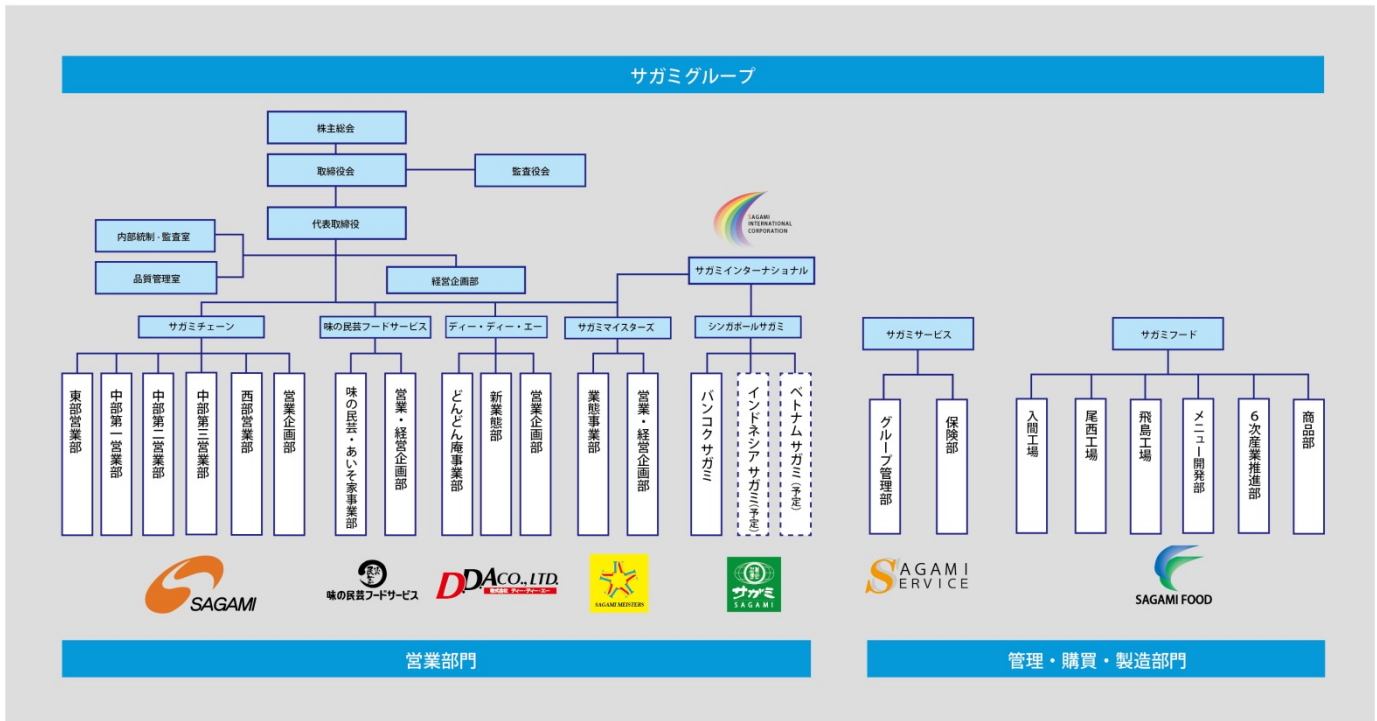 サガミグループ
株主総会
取締役会
監査役会
代表取締役
SAGAMI
INTERNATIONAL
CORPORATION
内部統制・監査室
品質管理室
経営企画部
サガミインターナショナル
サガミチェーン
味の民芸フードサービス
ディー・ディー・エー
サガミマイスターズ
シンガポールサガミ
サガミサービス
サガミフード
東部営業部
中部第一営業部
中部第二営業部
中部第三営業部
西部営業部
営業企画部
味の民芸・あいそ家事業部
営業・経営企画部
どんどん庵事業部
新業態部
営業企画部
業態事業部
営業・経営企画部
バンコクサガミ
インドネシアサガミ(予定)
ベトナムサガミ(予定)
グループ管理部
保険部
入間工場
尾西工場
飛島工場
メニュー開発部
6次産業推進部
商品部
SAGAMI
味の民芸フードサービス
D.DACO.,LTD.
株式会社 ディー・ディー・エー
SAGAMI MEISTERS
サガミ
SAGAMI
SAGAMI
SERVICE
SAGAMI FOOD
営業部門
管理・購買・製造部門